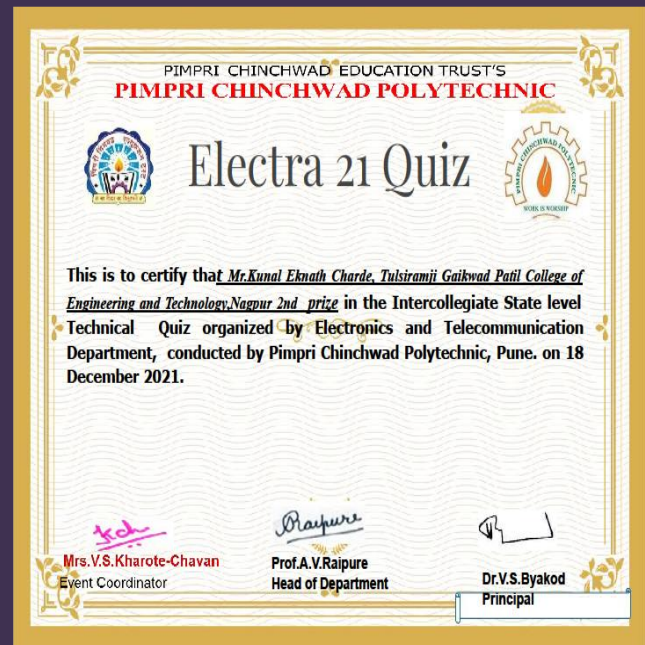 PIMPRI CHINCHWAD EDUCATION TRUST'S
PIMPRI CHINCHWAD POLYTECHNIC
Electra 21 Quiz
PIMPRI CHINCHWAD POLYTECHNIC
WORK IS WORSHIP
This is to certify that Mr.Kunal Eknath Charde, Tulsiramji Gaikwad Patil College of
Engineering and Technology,Nagpur 2nd prize in the Intercollegiate State level
Technical Quiz organized by Electronics and Telecommunication
Department, conducted by Pimpri Chinchwad Polytechnic, Pune. on 18
December 2021.
Raipure
Mrs.V.S.Kharote-Chavan
Event Coordinator
Prof.A.V.Raipure
Head of Department
Dr.V.S.Byakod
Principal